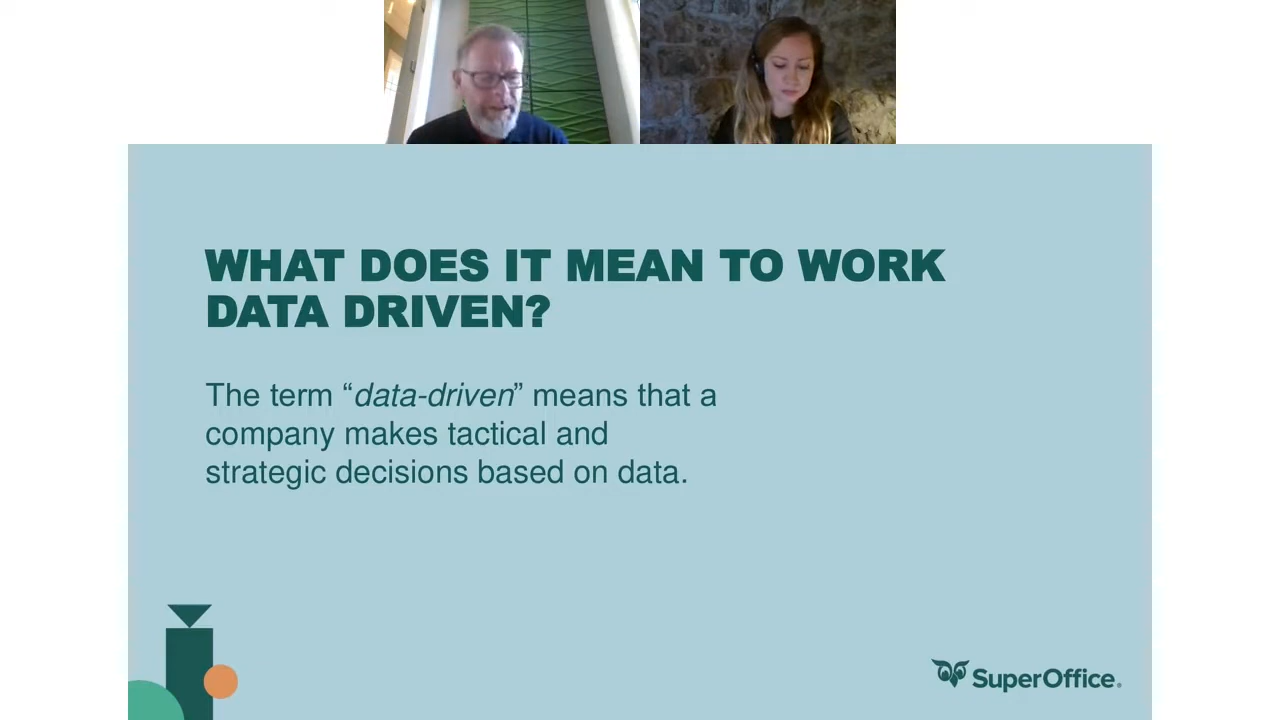 WHAT DOES IT MEAN TO WORK
DATA DRIVEN?
The term “data-driven” means that a
company makes tactical and
strategic decisions based on data.
SuperOffice.